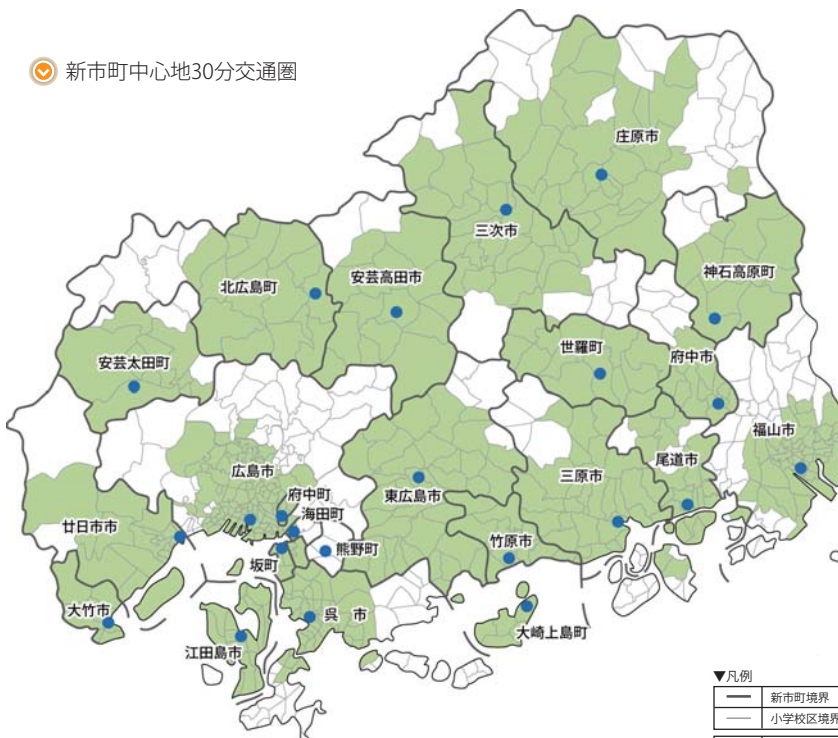 新市町中心地30分交通圏
庄原市
三次市
神石高原町
安芸高田市
北広島町
世羅町
府中市
安芸太田町
福山市
尾道市
広島市
三原市
府中町
東広島市
海田町
廿日市市
竹原市
熊野町
坂町
大竹市
呉 市
大崎上島町
江田島市
▼凡例
新市町境界
小学校区境界